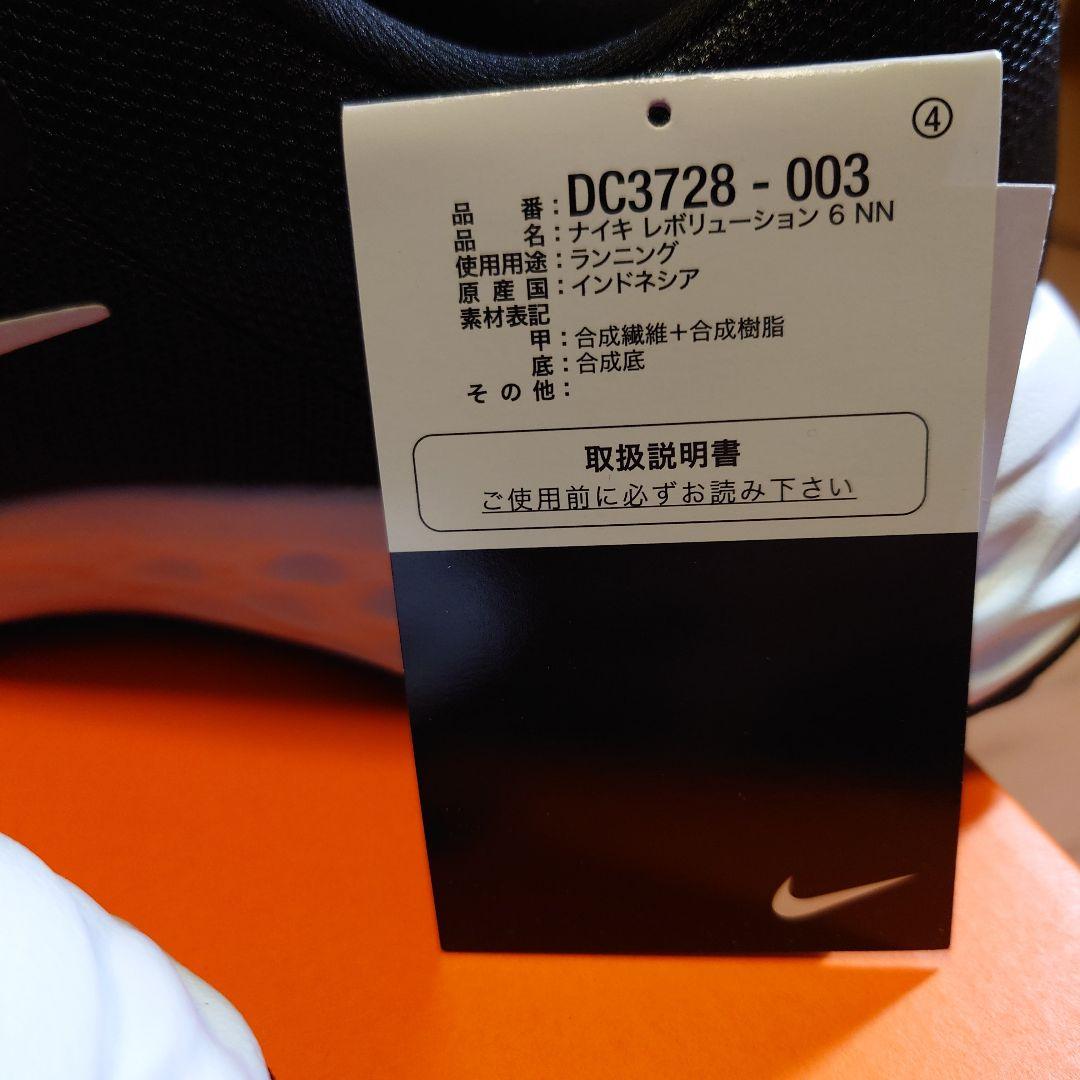 ④
品 番：DC3728 - 003
品 名：ナイキ レボリューション 6 NN
使用用途：ランニング
原 産 国：インドネシア
素材表記
甲：合成繊維＋合成樹脂
底：合成底
そ の 他：
取扱説明書
ご使用前に必ずお読み下さい